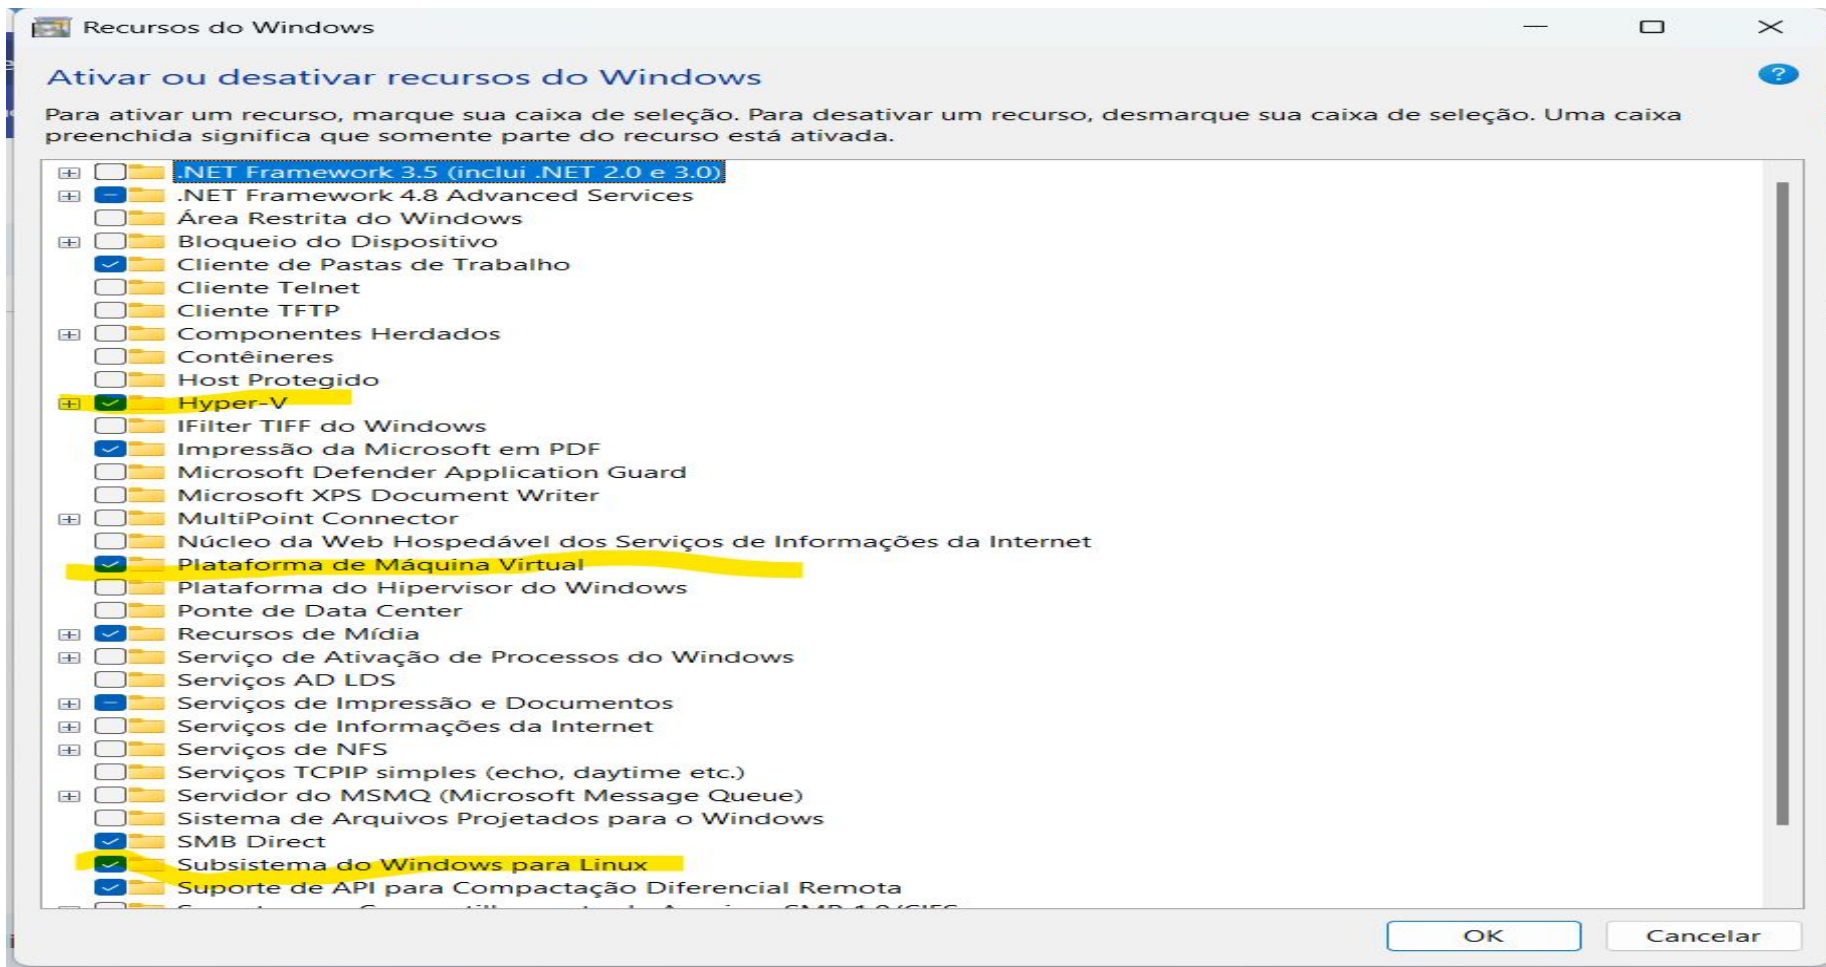 Recursos do Windows
Ativar ou desativar recursos do Windows
Para ativar um recurso, marque sua caixa de seleção. Para desativar um recurso, desmarque sua caixa de seleção. Uma caixa
preenchida significa que somente parte do recurso está ativada.
.NET Framework 3.5 (inclui .NET 2.0 e 3.0)
.NET Framework 4.8 Advanced Services
Área Restrita do Windows
Bloqueio do Dispositivo
Cliente de Pastas de Trabalho
Cliente Telnet
Cliente TFTP
Componentes Herdados
Contêineres
Host Protegido
Hyper-V
IFilter TIFF do Windows
Impressão da Microsoft em PDF
Microsoft Defender Application Guard
Microsoft XPS Document Writer
MultiPoint Connector
Núcleo da Web Hospedável dos Serviços de Informações da Internet
Plataforma de Máquina Virtual
Plataforma do Hipervisor do Windows
Ponte de Data Center
Recursos de Mídia
Serviço de Ativação de Processos do Windows
Serviços AD LDS
Serviços de Impressão e Documentos
Serviços de Informações da Internet
Serviços de NFS
Serviços TCPIP simples (echo, daytime etc.)
Servidor do MSMQ (Microsoft Message Queue)
Sistema de Arquivos Projetados para o Windows
SMB Direct
Subsistema do Windows para Linux
Suporte de API para Compactação Diferencial Remota
OK
Cancelar